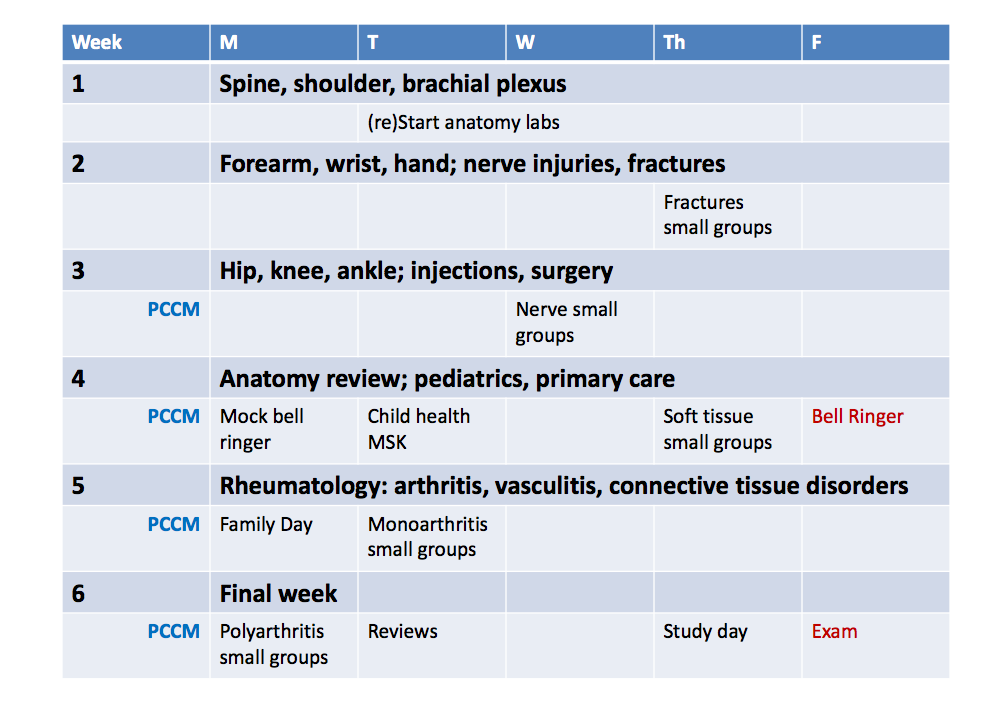 Week M T W Th F
1 Spine, shoulder, brachial plexus
(re)Start anatomy labs
2 Forearm, wrist, hand; nerve injuries, fractures
Fractures
small groups
3 Hip, knee, ankle; injections, surgery
PCCM Nerve small
groups
4 Anatomy review; pediatrics, primary care
PCCM Mock bell Child health Soft tissue Bell Ringer
ringer MSK small groups
5 Rheumatology: arthritis, vasculitis, connective tissue disorders
PCCM Family Day Monoarthritis
small groups
6 Final week
PCCM Polyarthritis Reviews Study day Exam
small groups